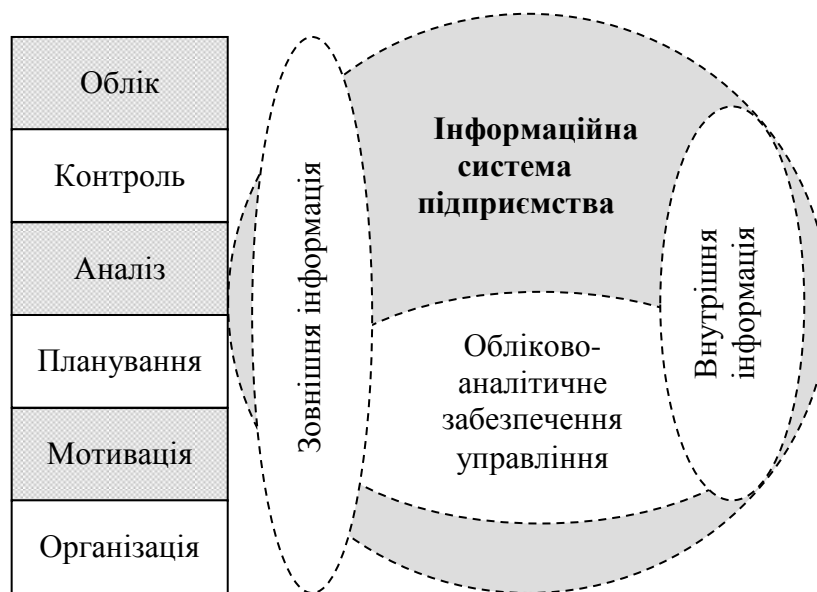 Облік
Контроль
Аналіз
Планування
Мотивація
Організація
Зовнішня інформація
Інформаційна
система
підприємства
Обліково-
аналітичне
забезпечення
управління
Внутрішня
інформація